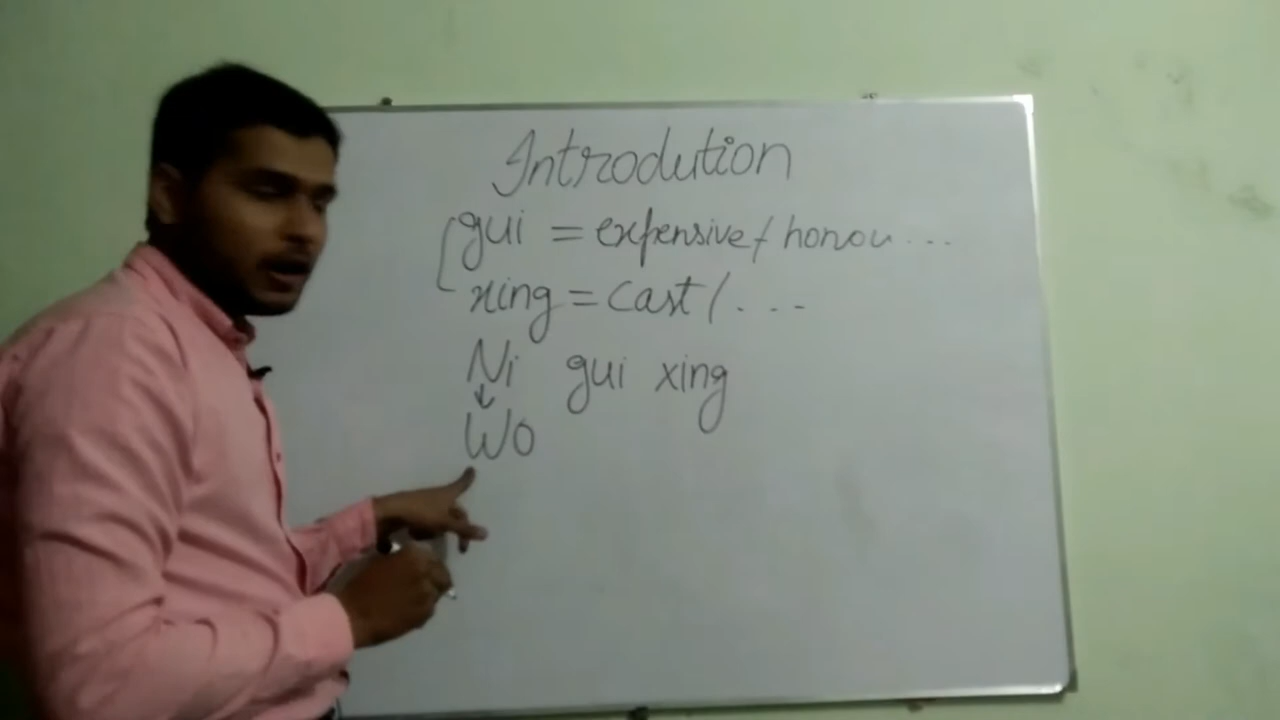 Introdution
gui = expensive / honou...
xing = cast / ...
Ni gui xing
Wo